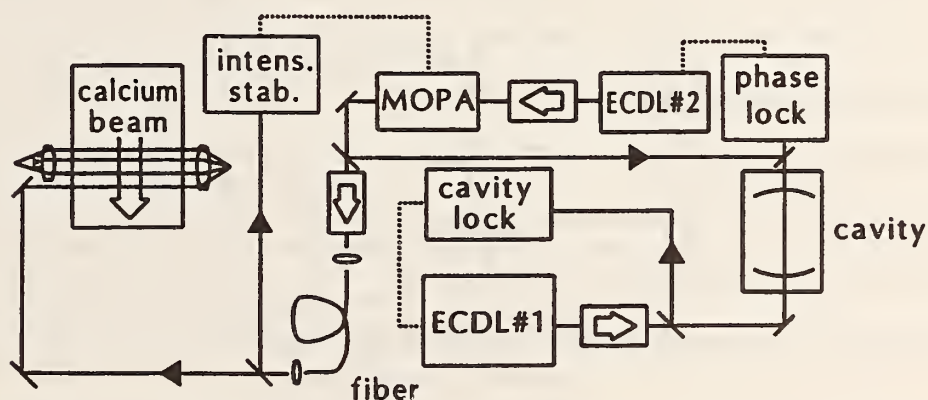 intens.
stab.
calcium
beam
MOPA
ECDL#2
phase
lock
cavity
lock
cavity
ECDL#1
fiber